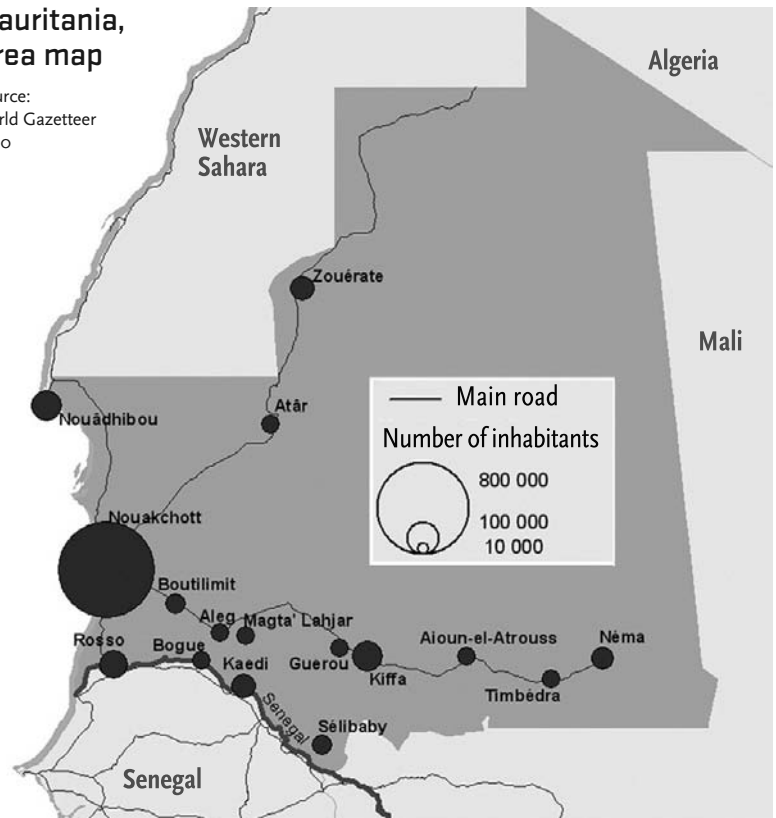 auritania,
rea map
urce:
rld Gazetteer
Algeria
Western
Sahara
Zouérate
Mali
Nouâdhibou
Atâr
Main road
Number of inhabitants
800 000
100 000
10 000
Nouakchott
Boutilimit
Aleg
Magta' Lahjar
Rosso
Bogue
Kaedi
Guerou
Kiffa
Aioun-el-Atrouss
Néma
Timbédra
Senegal
Sélibaby
Senegal